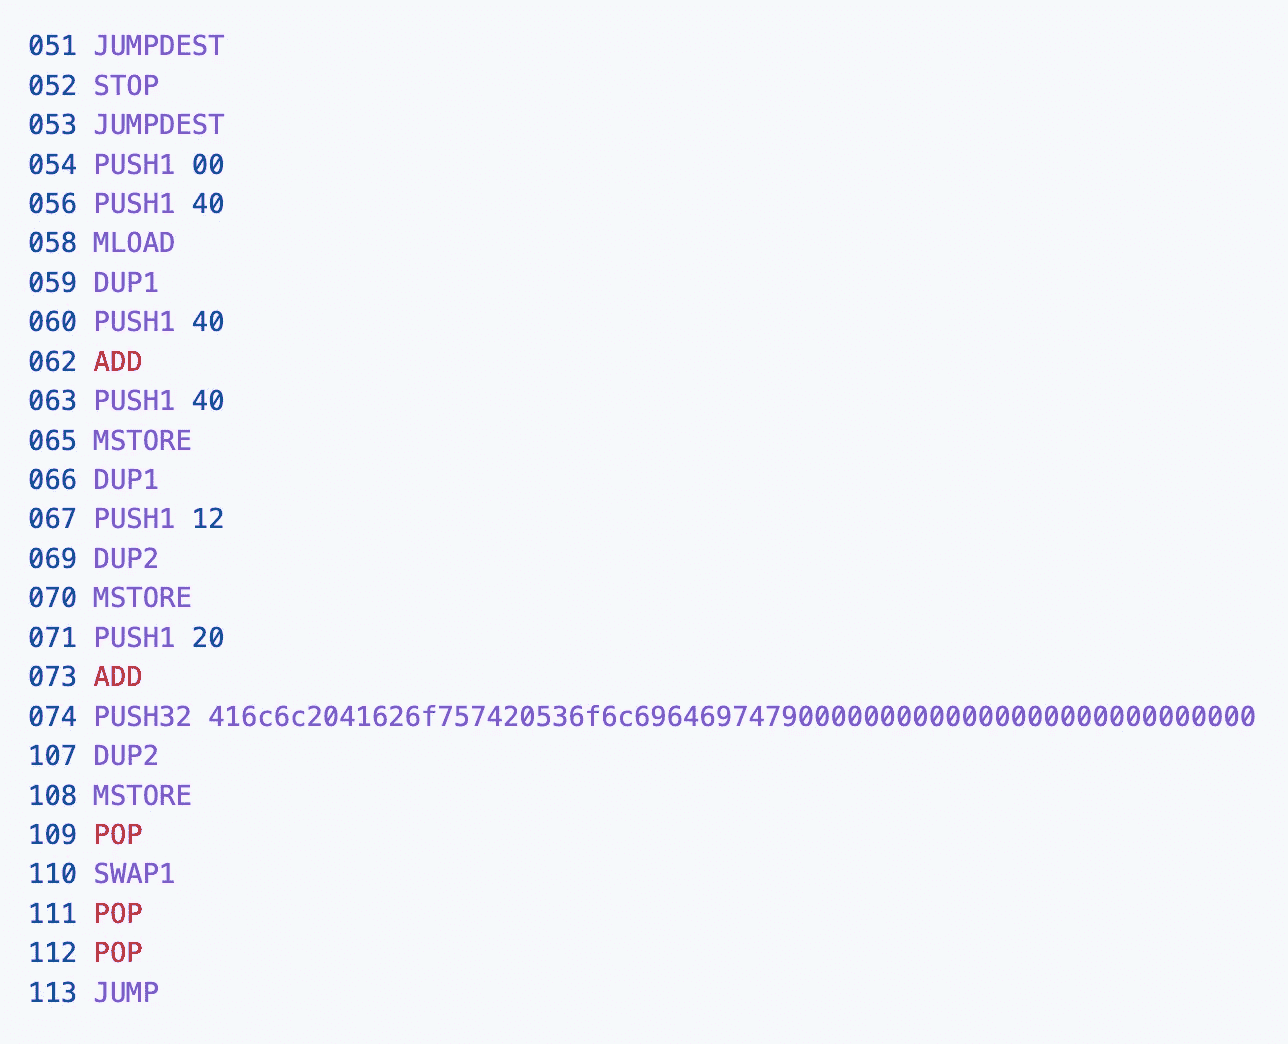 051 JUMPDEST
052 STOP
053 JUMPDEST
054 PUSH1 00
056 PUSH1 40
058 MLOAD
059 DUP1
060 PUSH1 40
062 ADD
063 PUSH1 40
065 MSTORE
066 DUP1
067 PUSH1 12
069 DUP2
070 MSTORE
071 PUSH1 20
073 ADD
074 PUSH32 416c6c2041626f757420536f6c69646974790000000000000000000000000000
107 DUP2
108 MSTORE
109 POP
110 SWAP1
111 POP
112 POP
113 JUMP